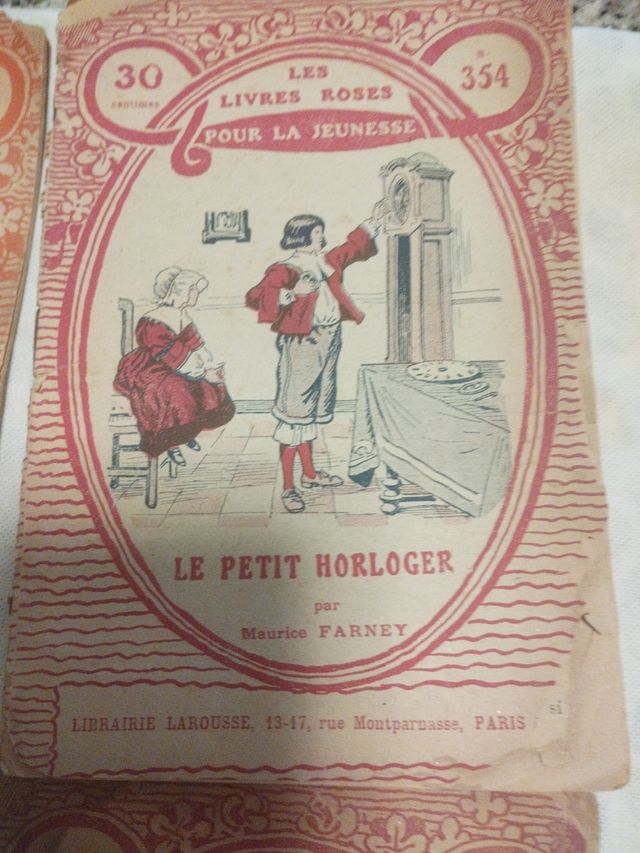 30
centimes
LES
LIVRES ROSES
POUR LA JEUNESSE
N°
354
LE PETIT HORLOGER
par
Maurice FARNEY
LIBRAIRIE LAROUSSE, 13-17, rue Montparnasse, PARIS
si